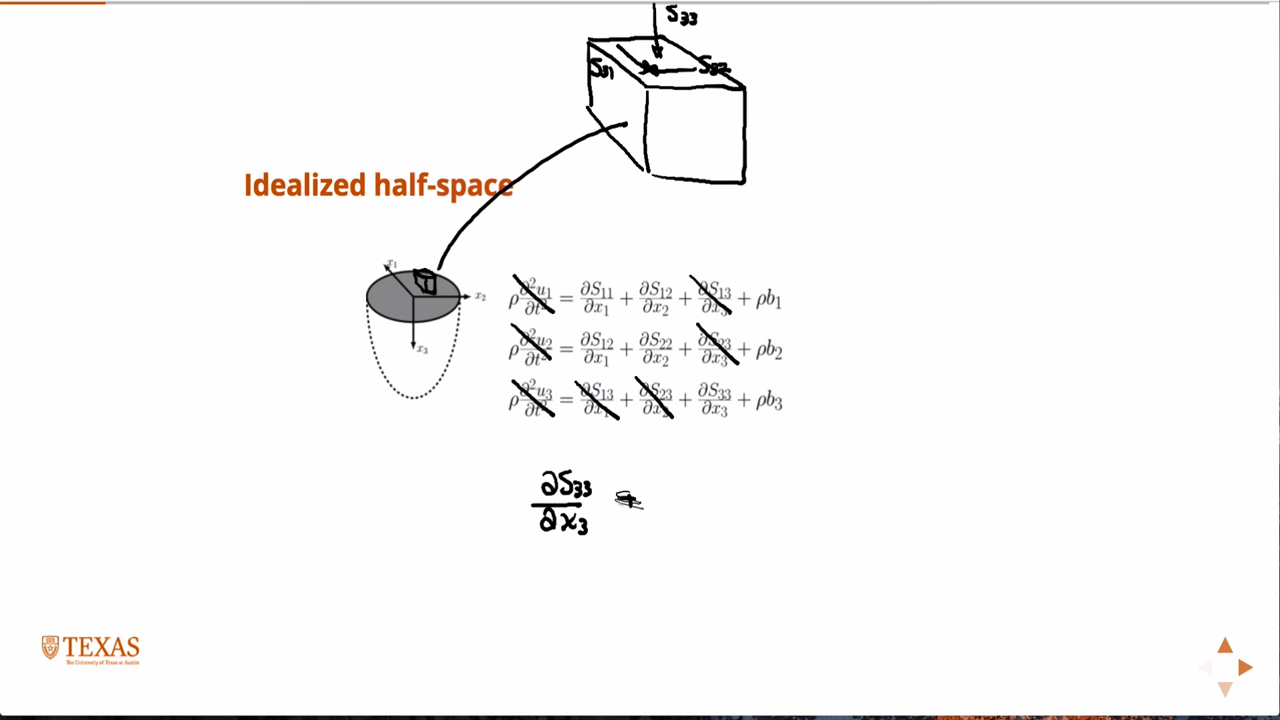 S33
S31 S32
Idealized half-space
x₁
x₂
x₃
ρ ∂²u₁/∂t² = ∂S₁₁/∂x₁ + ∂S₁₂/∂x₂ + ∂S₁₃/∂x₃ + ρb₁
ρ ∂²u₂/∂t² = ∂S₁₂/∂x₁ + ∂S₂₂/∂x₂ + ∂S₂₃/∂x₃ + ρb₂
ρ ∂²u₃/∂t² = ∂S₁₃/∂x₁ + ∂S₂₃/∂x₂ + ∂S₃₃/∂x₃ + ρb₃
∂S₃₃/∂x₃
TEXAS
The University of Texas at Austin